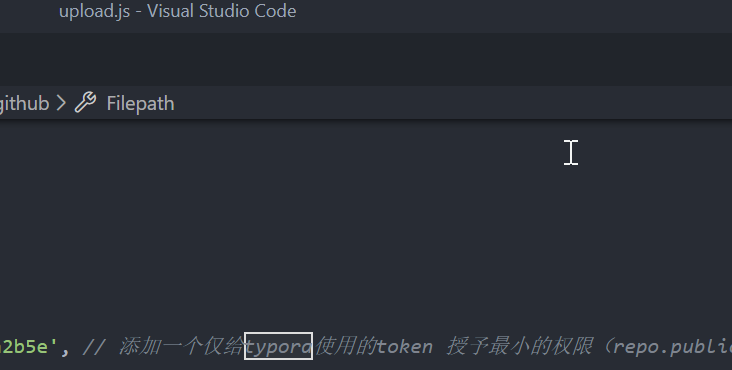 upload.js - Visual Studio Code
github > Filepath
a2b5e', // 添加一个仅给typora使用的token 授予最小的权限（repo.public